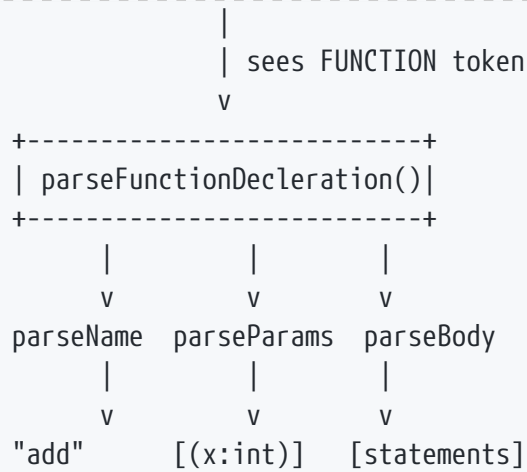 |
| sees FUNCTION token
v
+---------------------------+
| parseFunctionDecleration()|
+---------------------------+
| | |
v v v
parseName parseParams parseBody
| | |
v v v
"add" [(x:int)] [statements]